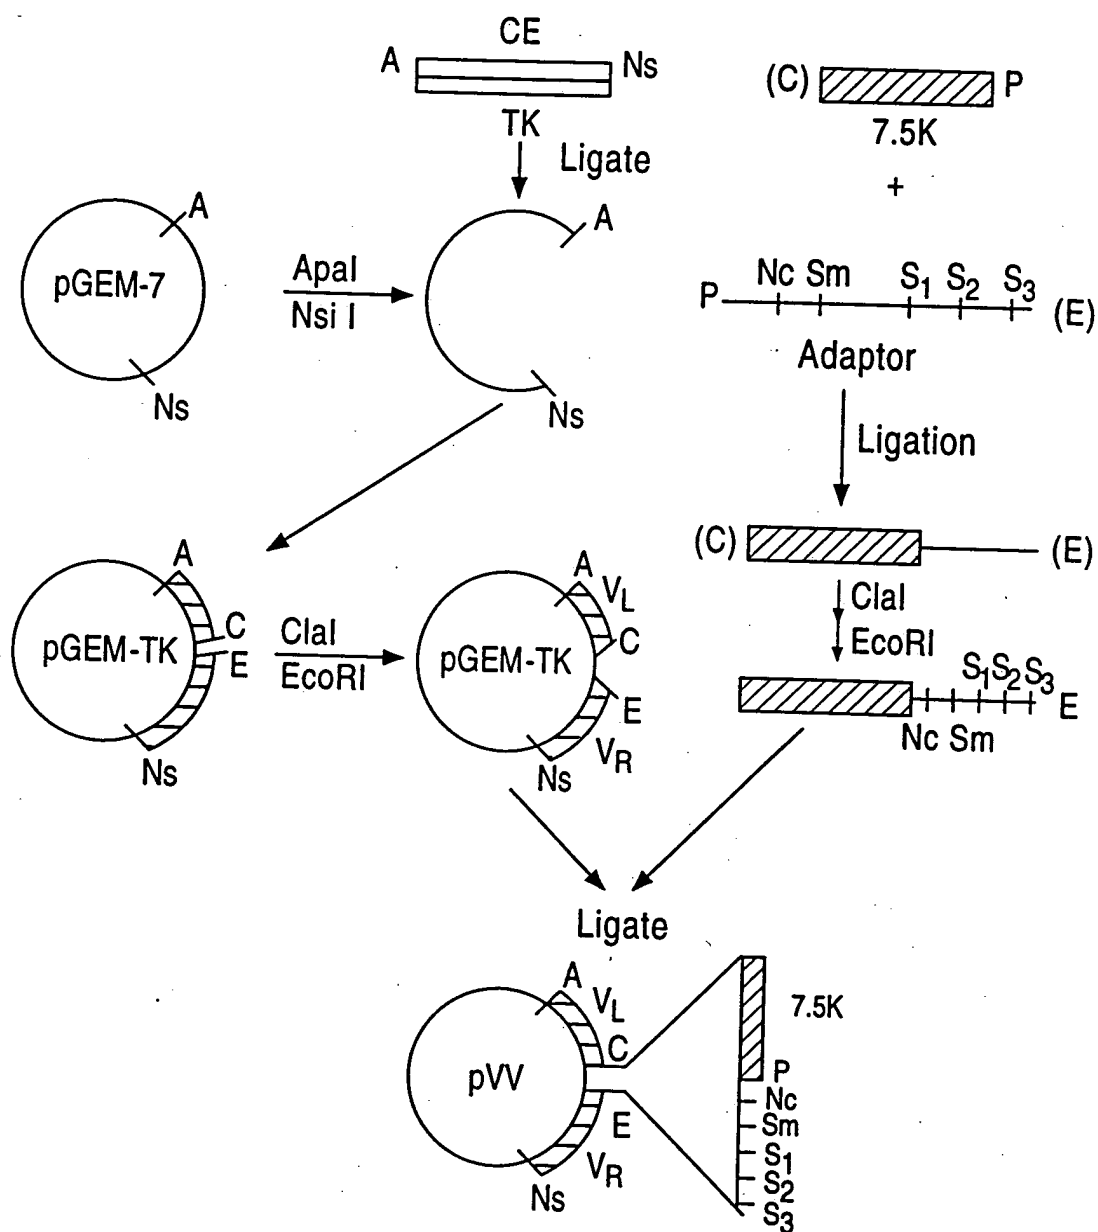 CE
A
Ns
TK
Ligate
(C)
P
7.5K
+
A
pGEM-7
Ns
ApaI
Nsi I
A
Ns
P
Nc
Sm
S1
S2
S3
(E)
Adaptor
Ligation
(C)
(E)
ClaI
EcoRI
S1S2S3
E
Nc Sm
A
pGEM-TK
C
E
Ns
ClaI
EcoRI
A
VL
C
pGEM-TK
E
VR
Ns
Ligate
A
VL
C
pVV
E
VR
Ns
7.5K
P
Nc
Sm
S1
S2
S3